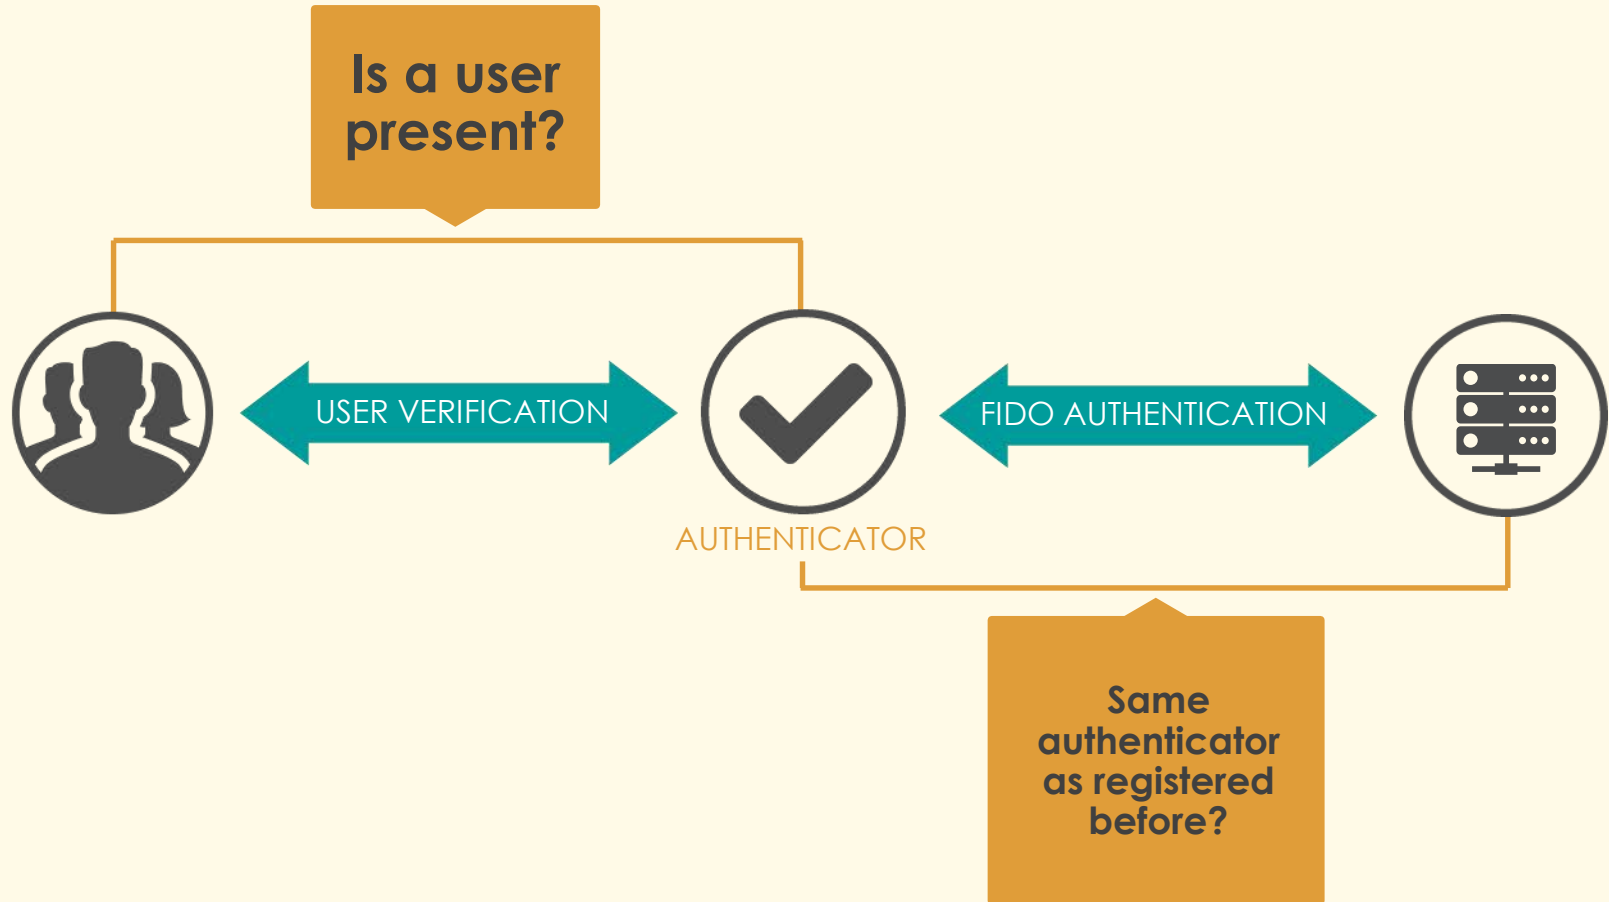 Is a user
present?
USER VERIFICATION
FIDO AUTHENTICATION
AUTHENTICATOR
Same
authenticator
as registered
before?